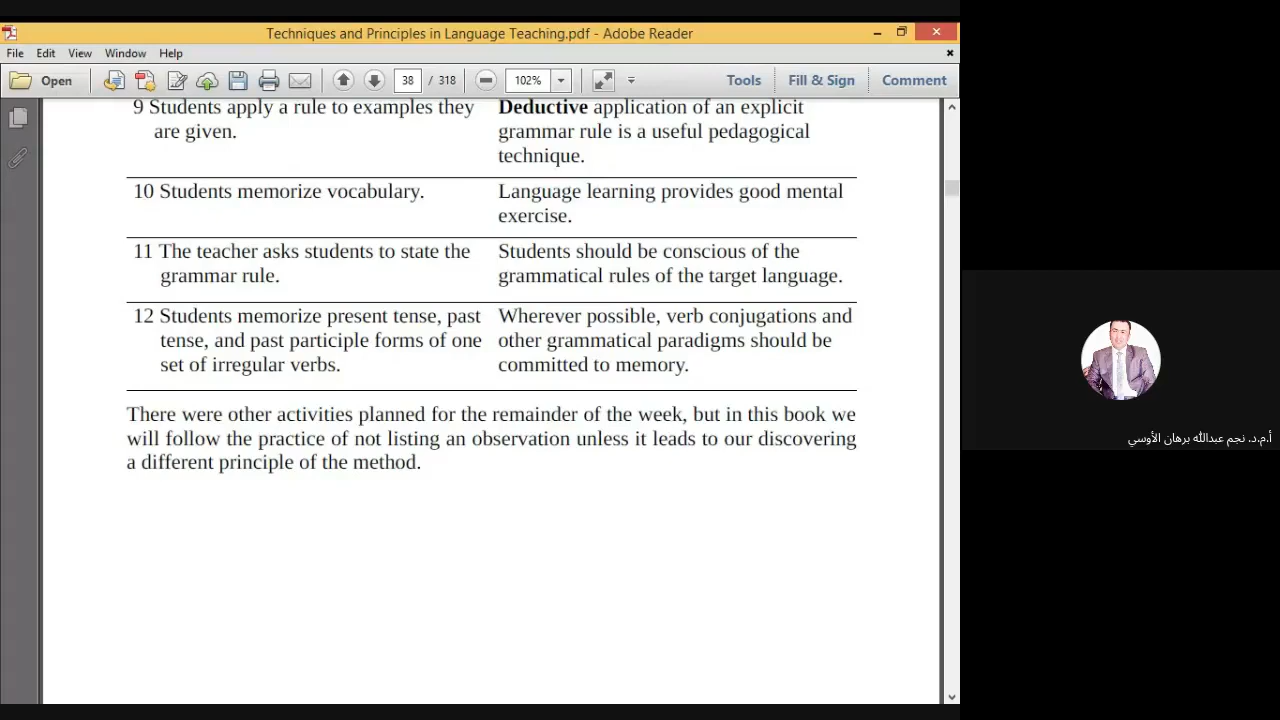 Techniques and Principles in Language Teaching.pdf - Adobe Reader
File Edit View Window Help
Open 38 / 318 102% Tools Fill & Sign Comment
9 Students apply a rule to examples they are given.
Deductive application of an explicit grammar rule is a useful pedagogical technique.
10 Students memorize vocabulary.
Language learning provides good mental exercise.
11 The teacher asks students to state the grammar rule.
Students should be conscious of the grammatical rules of the target language.
12 Students memorize present tense, past tense, and past participle forms of one set of irregular verbs.
Wherever possible, verb conjugations and other grammatical paradigms should be committed to memory.
There were other activities planned for the remainder of the week, but in this book we
will follow the practice of not listing an observation unless it leads to our discovering
a different principle of the method.
أ.م.د. نجم عبدالله برهان الأوسي